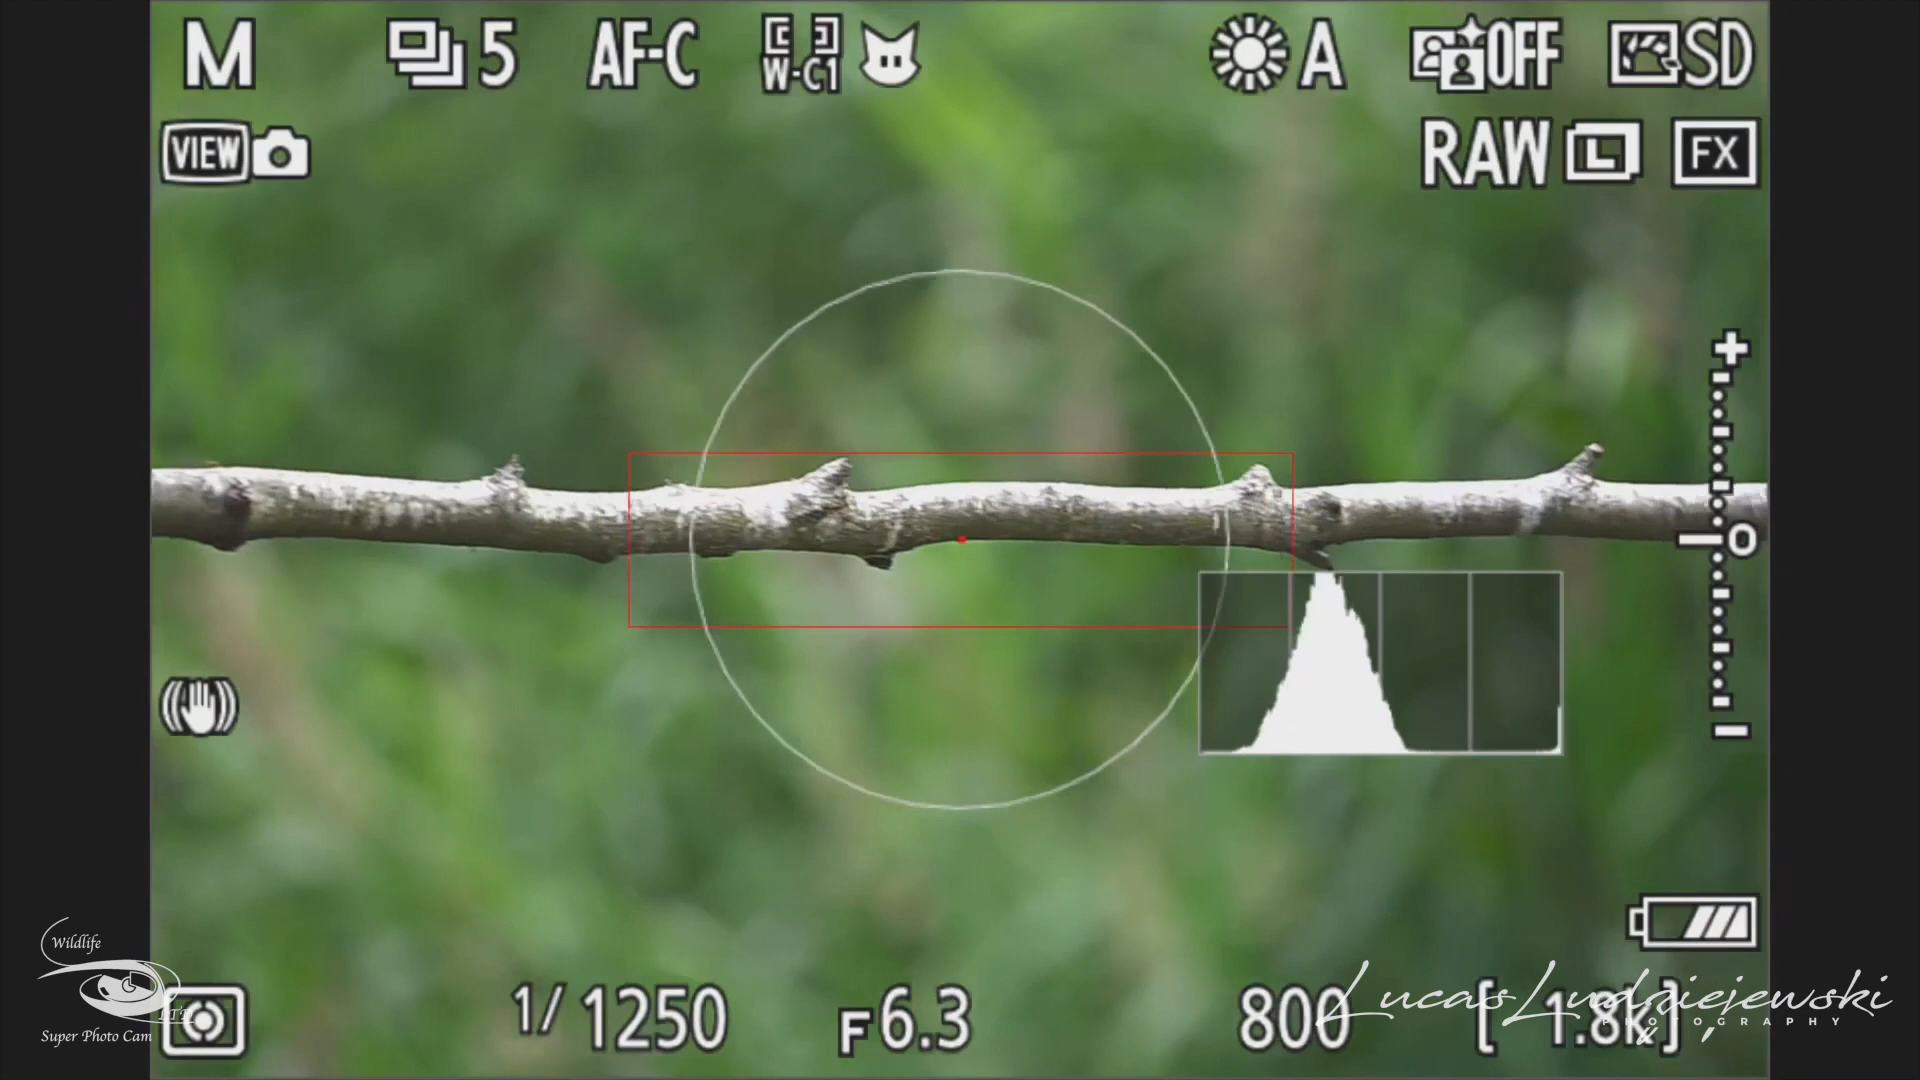 M 5 AF-C W-C1 A OFF SD
VIEW RAW L FX
O
Wildlife
LTD
Super Photo Cam
1/1250 F6.3 800 [1.8k]
Lucas Ludziejewski
PHOTOGRAPHY